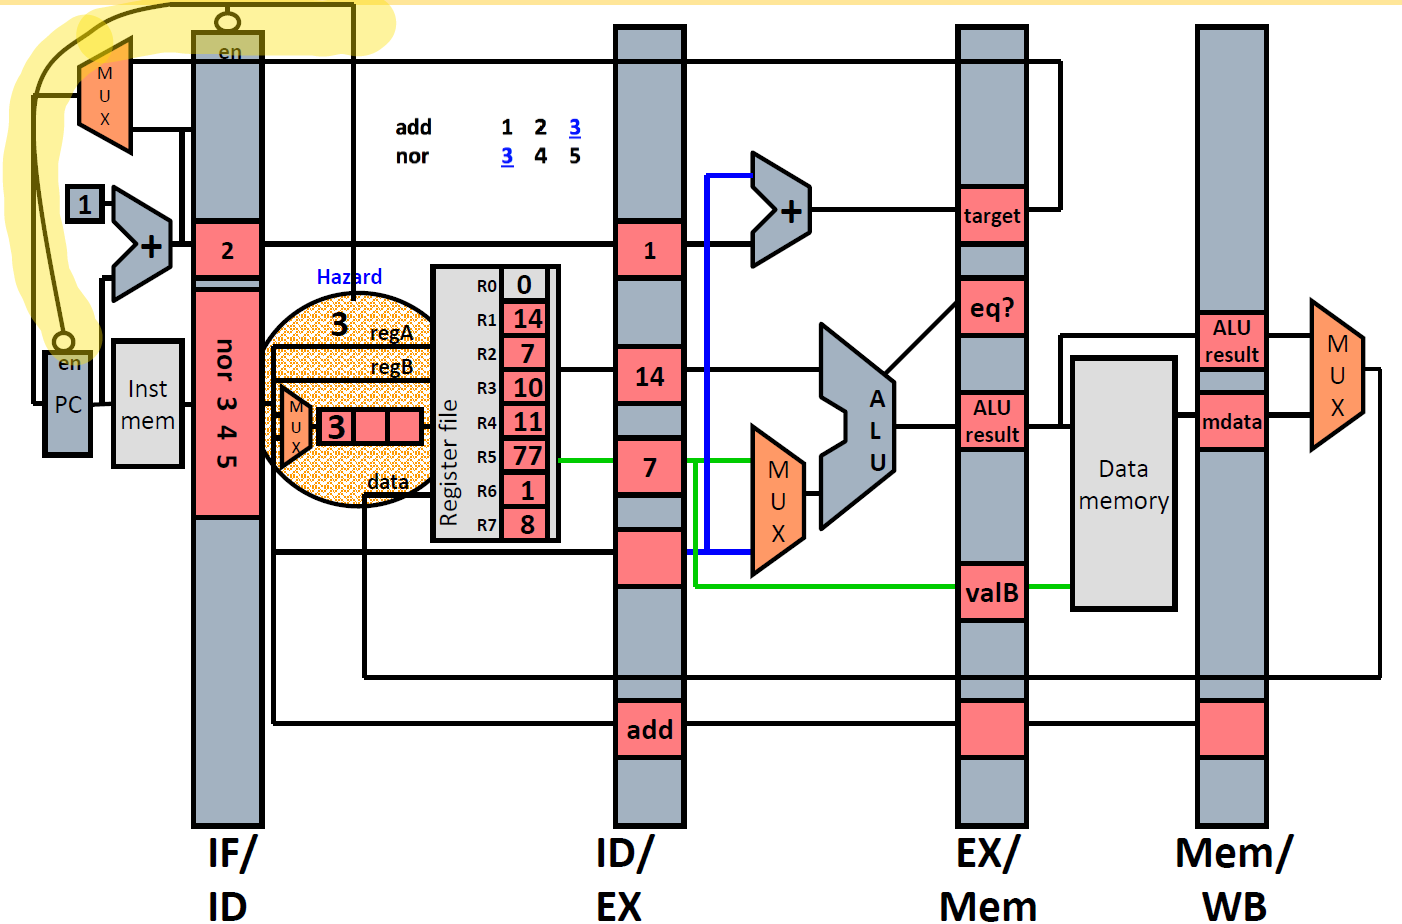 en
M
U
X
add 1 2 3
nor 3 4 5
1
+
+
target
2
1
Hazard
R0 0
R1 14
R2 7
R3 10
R4 11
R5 77
R6 1
R7 8
3
regA
regB
M
U
X
3
data
Register file
eq?
ALU
result
M
U
X
en
PC
Inst
mem
nor 3 4 5
14
A
L
U
ALU
result
mdata
7
M
U
X
Data
memory
valB
add
IF/
ID
ID/
EX
EX/
Mem
Mem/
WB